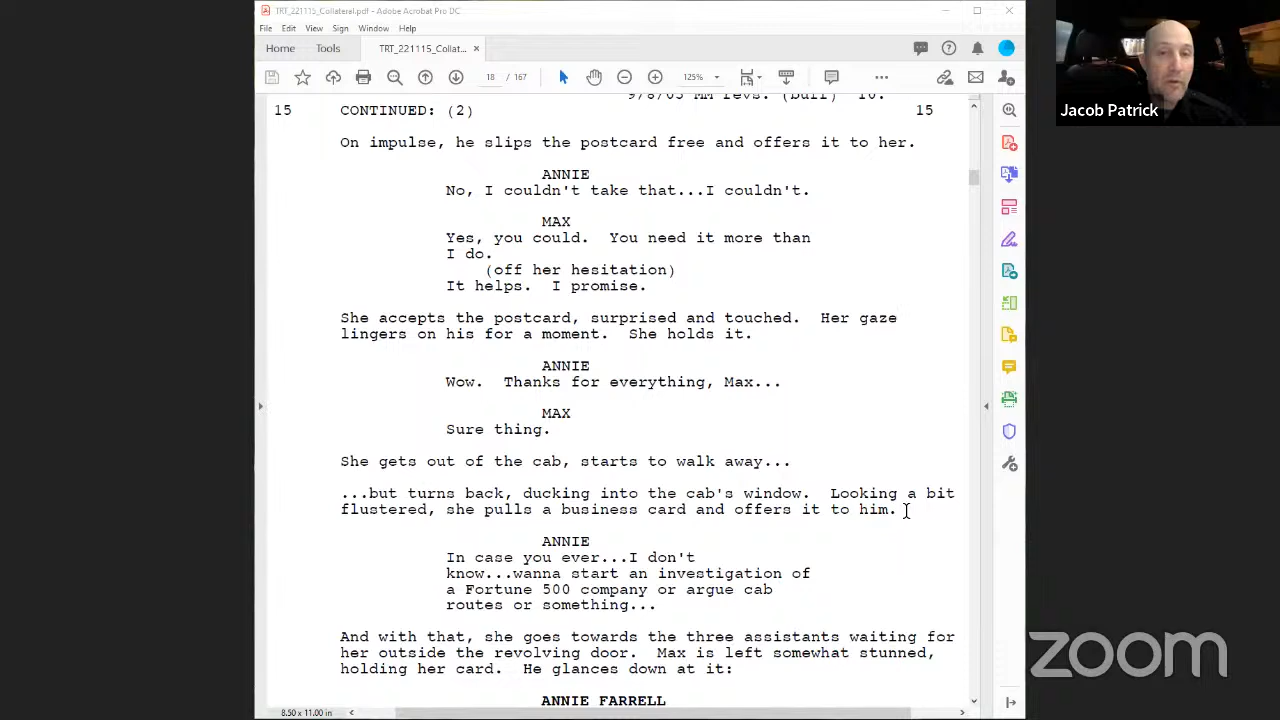 TRT_221115_Collateral.pdf - Adobe Acrobat Pro DC
File Edit View Sign Window Help
Home Tools TRT_221115_Collat... ×
18 / 167 125%
9/8/03 MM revs. (buff) 10.
15 CONTINUED: (2) 15
On impulse, he slips the postcard free and offers it to her.
ANNIE
No, I couldn't take that...I couldn't.
MAX
Yes, you could. You need it more than
I do.
(off her hesitation)
It helps. I promise.
She accepts the postcard, surprised and touched. Her gaze
lingers on his for a moment. She holds it.
ANNIE
Wow. Thanks for everything, Max...
MAX
Sure thing.
She gets out of the cab, starts to walk away...
...but turns back, ducking into the cab's window. Looking a bit
flustered, she pulls a business card and offers it to him.
ANNIE
In case you ever...I don't
know...wanna start an investigation of
a Fortune 500 company or argue cab
routes or something...
And with that, she goes towards the three assistants waiting for
her outside the revolving door. Max is left somewhat stunned,
holding her card. He glances down at it:
ANNIE FARRELL
8.50 x 11.00 in
Jacob Patrick
zoom